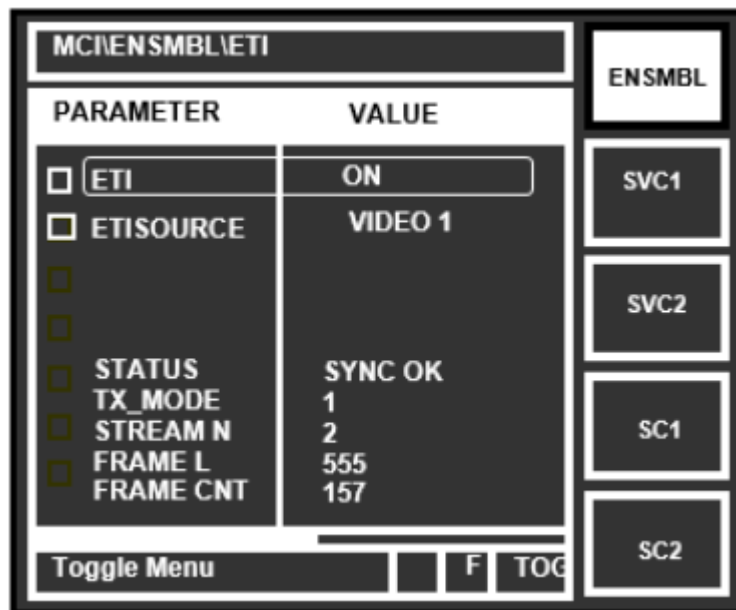 MCI\ENSMBL\ETI
ENSMBL
PARAMETER VALUE
ETI ON
SVC1
ETISOURCE VIDEO 1
SVC2
STATUS SYNC OK
TX_MODE 1
STREAM N 2
SC1
FRAME L 555
FRAME CNT 157
SC2
Toggle Menu F TOG